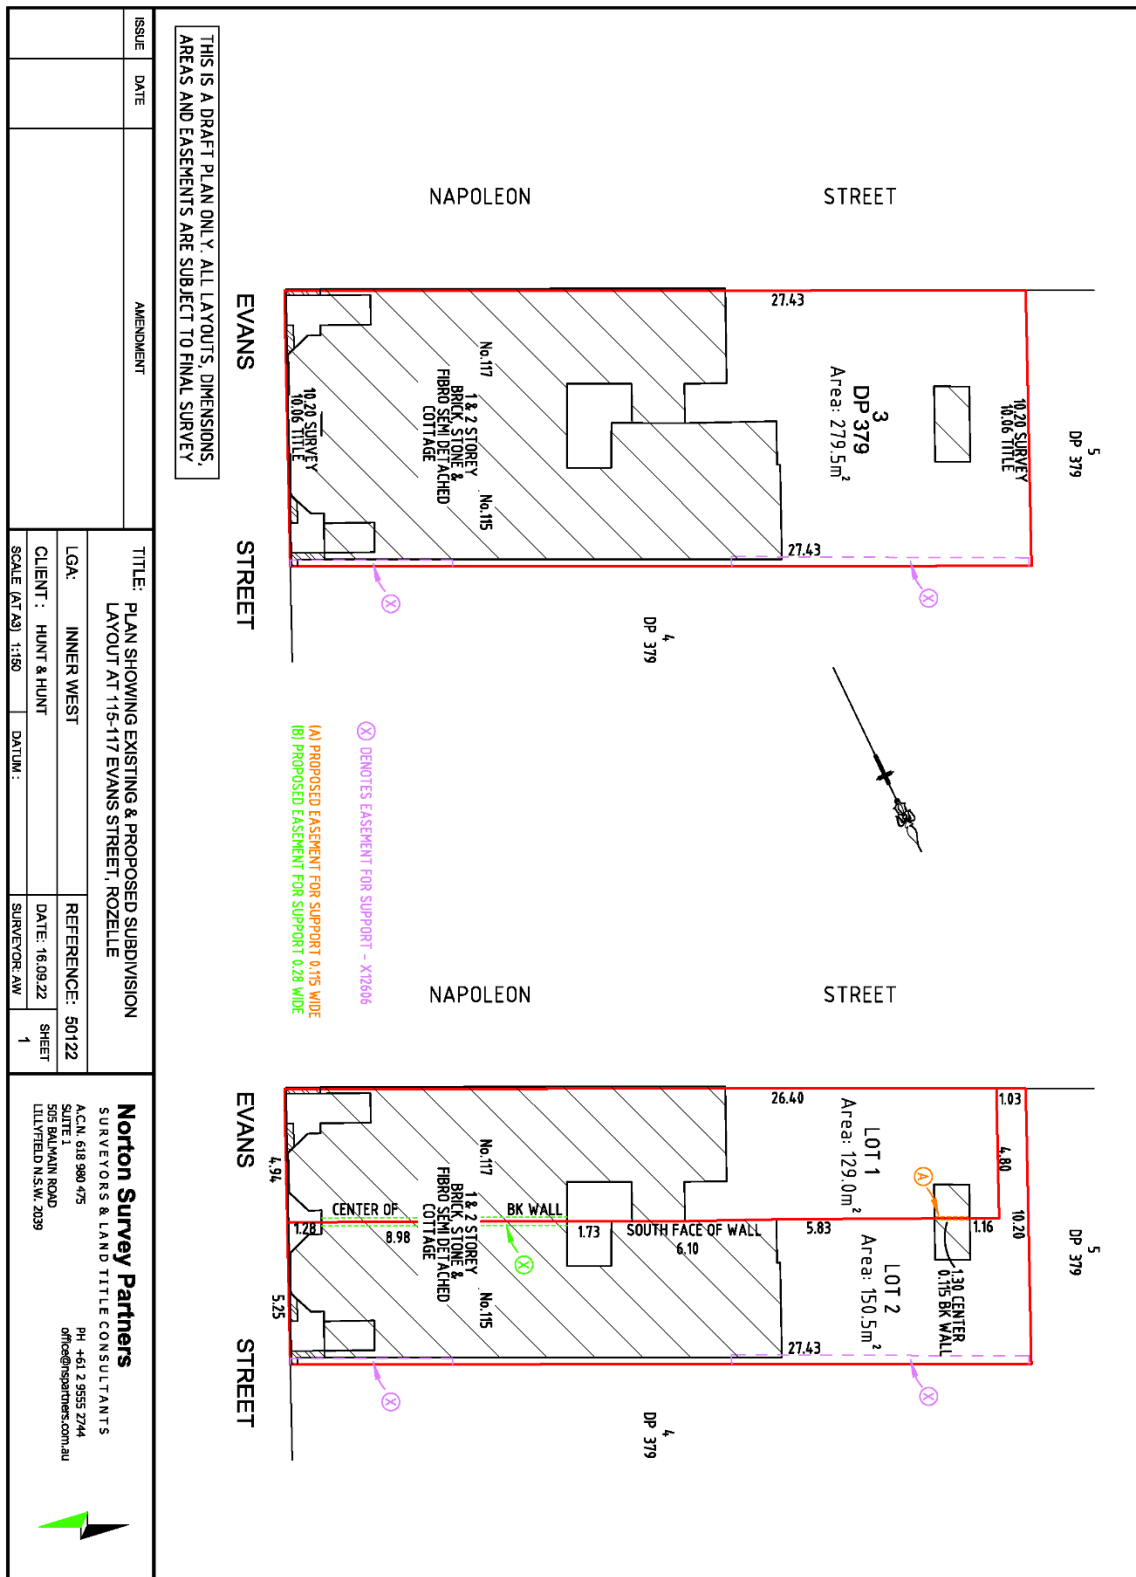 THIS IS A DRAFT PLAN ONLY. ALL LAYOUTS, DIMENSIONS,
AREAS AND EASEMENTS ARE SUBJECT TO FINAL SURVEY
NAPOLEON
STREET
EVANS
STREET
27.43
10.20 SURVEY
10.06 TITLE
3
DP 379
Area: 279.5m²
No.117
1 & 2 STOREY
BRICK, STONE &
FIBRO SEMI DETACHED
COTTAGE
No.115
10.20 SURVEY
10.06 TITLE
27.43
X
X
5
DP 379
4
DP 379
X DENOTES EASEMENT FOR SUPPORT - X12606
(A) PROPOSED EASEMENT FOR SUPPORT 0.115 WIDE
(B) PROPOSED EASEMENT FOR SUPPORT 0.28 WIDE
NAPOLEON
STREET
EVANS
STREET
26.40
1.03
4.80
10.20
LOT 1
Area: 129.0m²
A
1.16
1.30 CENTER
0.115 BK WALL
No.117
1 & 2 STOREY
BRICK, STONE &
FIBRO SEMI DETACHED
COTTAGE
No.115
4.94
CENTER OF
BK WALL
1.28
8.98
1.73
SOUTH FACE OF WALL
6.10
5.83
X
LOT 2
Area: 150.5m²
5.25
27.43
X
X
5
DP 379
4
DP 379
ISSUE
DATE
AMENDMENT
TITLE: PLAN SHOWING EXISTING & PROPOSED SUBDIVISION
LAYOUT AT 115-117 EVANS STREET, ROZELLE
LGA: INNER WEST
REFERENCE: 50122
CLIENT : HUNT & HUNT
DATE: 16.09.22
SHEET
1
SCALE (AT A3) 1:150
DATUM :
SURVEYOR: AW
Norton Survey Partners
SURVEYORS & LAND TITLE CONSULTANTS
A.C.N. 618 980 475
SUITE 1
505 BALMAIN ROAD
LILLYFIELD N.S.W. 2039
PH +61 2 9555 2744
office@nspartners.com.au